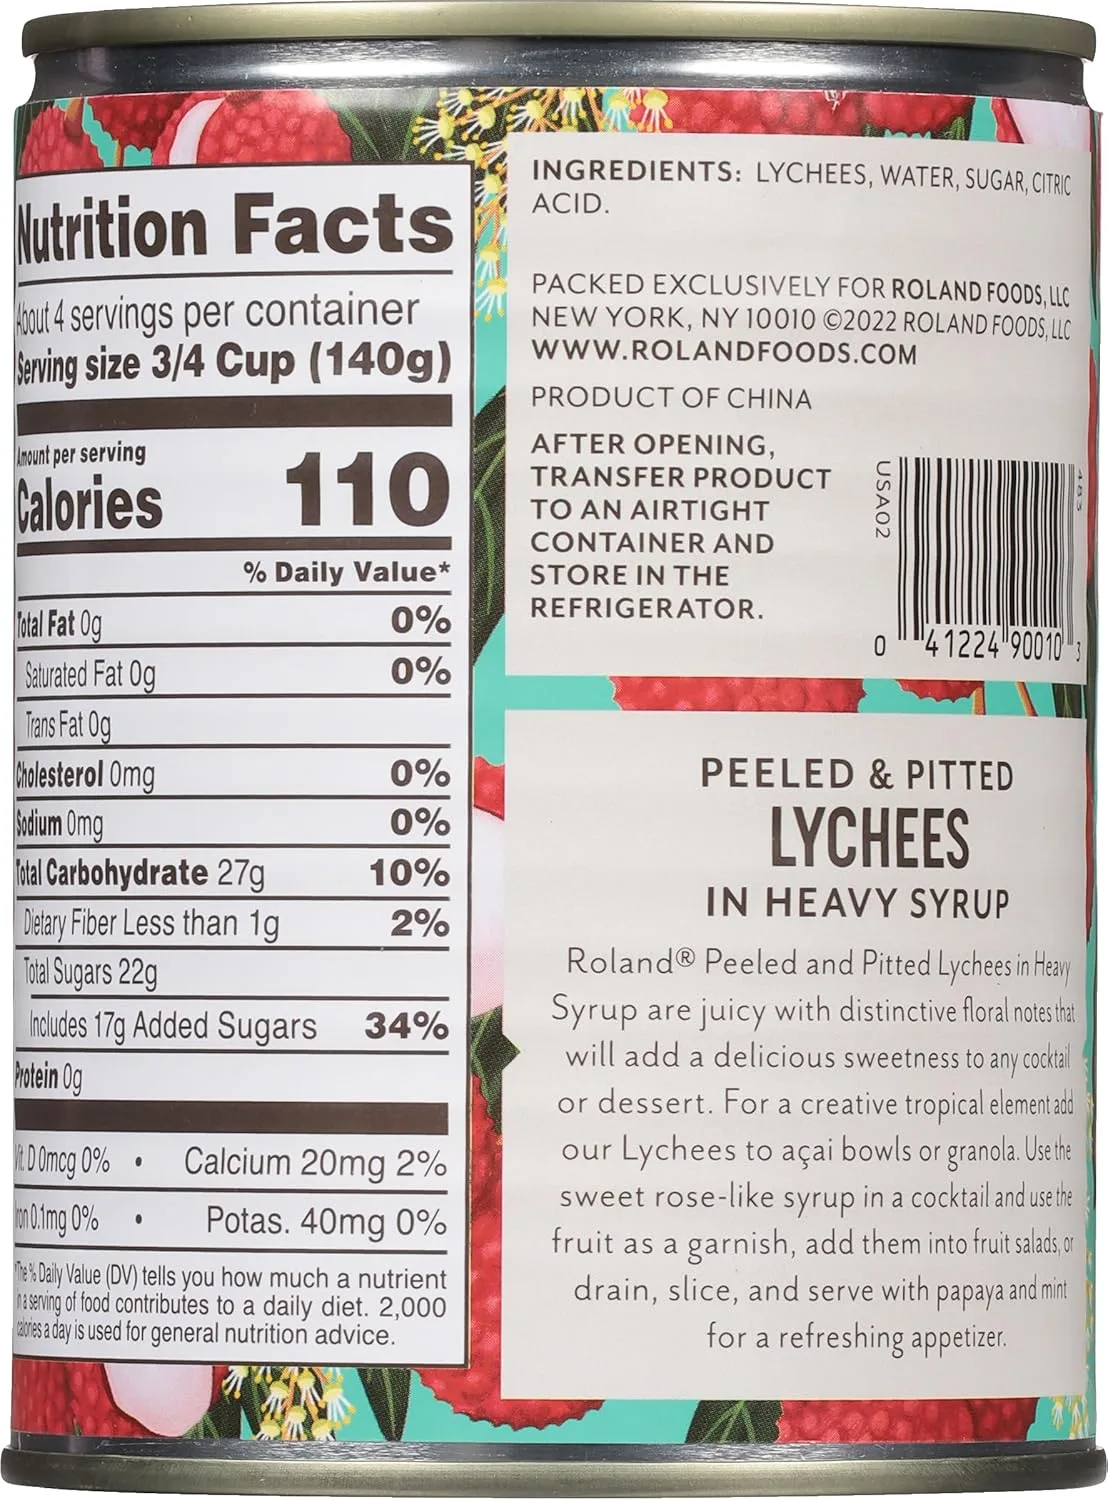 Nutrition Facts
About 4 servings per container
Serving size 3/4 Cup (140g)
Amount per serving
Calories 110
% Daily Value*
Total Fat 0g 0%
Saturated Fat 0g 0%
Trans Fat 0g
Cholesterol 0mg 0%
Sodium 0mg 0%
Total Carbohydrate 27g 10%
Dietary Fiber Less than 1g 2%
Total Sugars 22g
Includes 17g Added Sugars 34%
Protein 0g
Vit. D 0mcg 0% • Calcium 20mg 2%
Iron 0.1mg 0% • Potas. 40mg 0%
*The % Daily Value (DV) tells you how much a nutrient
in a serving of food contributes to a daily diet. 2,000
calories a day is used for general nutrition advice.
INGREDIENTS: LYCHEES, WATER, SUGAR, CITRIC
ACID.
PACKED EXCLUSIVELY FOR ROLAND FOODS, LLC
NEW YORK, NY 10010 ©2022 ROLAND FOODS, LLC
WWW.ROLANDFOODS.COM
PRODUCT OF CHINA
AFTER OPENING,
TRANSFER PRODUCT
TO AN AIRTIGHT
CONTAINER AND
STORE IN THE
REFRIGERATOR.
USA02
483
0 41224 90010 3
PEELED & PITTED
LYCHEES
IN HEAVY SYRUP
Roland® Peeled and Pitted Lychees in Heavy
Syrup are juicy with distinctive floral notes that
will add a delicious sweetness to any cocktail
or dessert. For a creative tropical element add
our Lychees to açai bowls or granola. Use the
sweet rose-like syrup in a cocktail and use the
fruit as a garnish, add them into fruit salads, or
drain, slice, and serve with papaya and mint
for a refreshing appetizer.